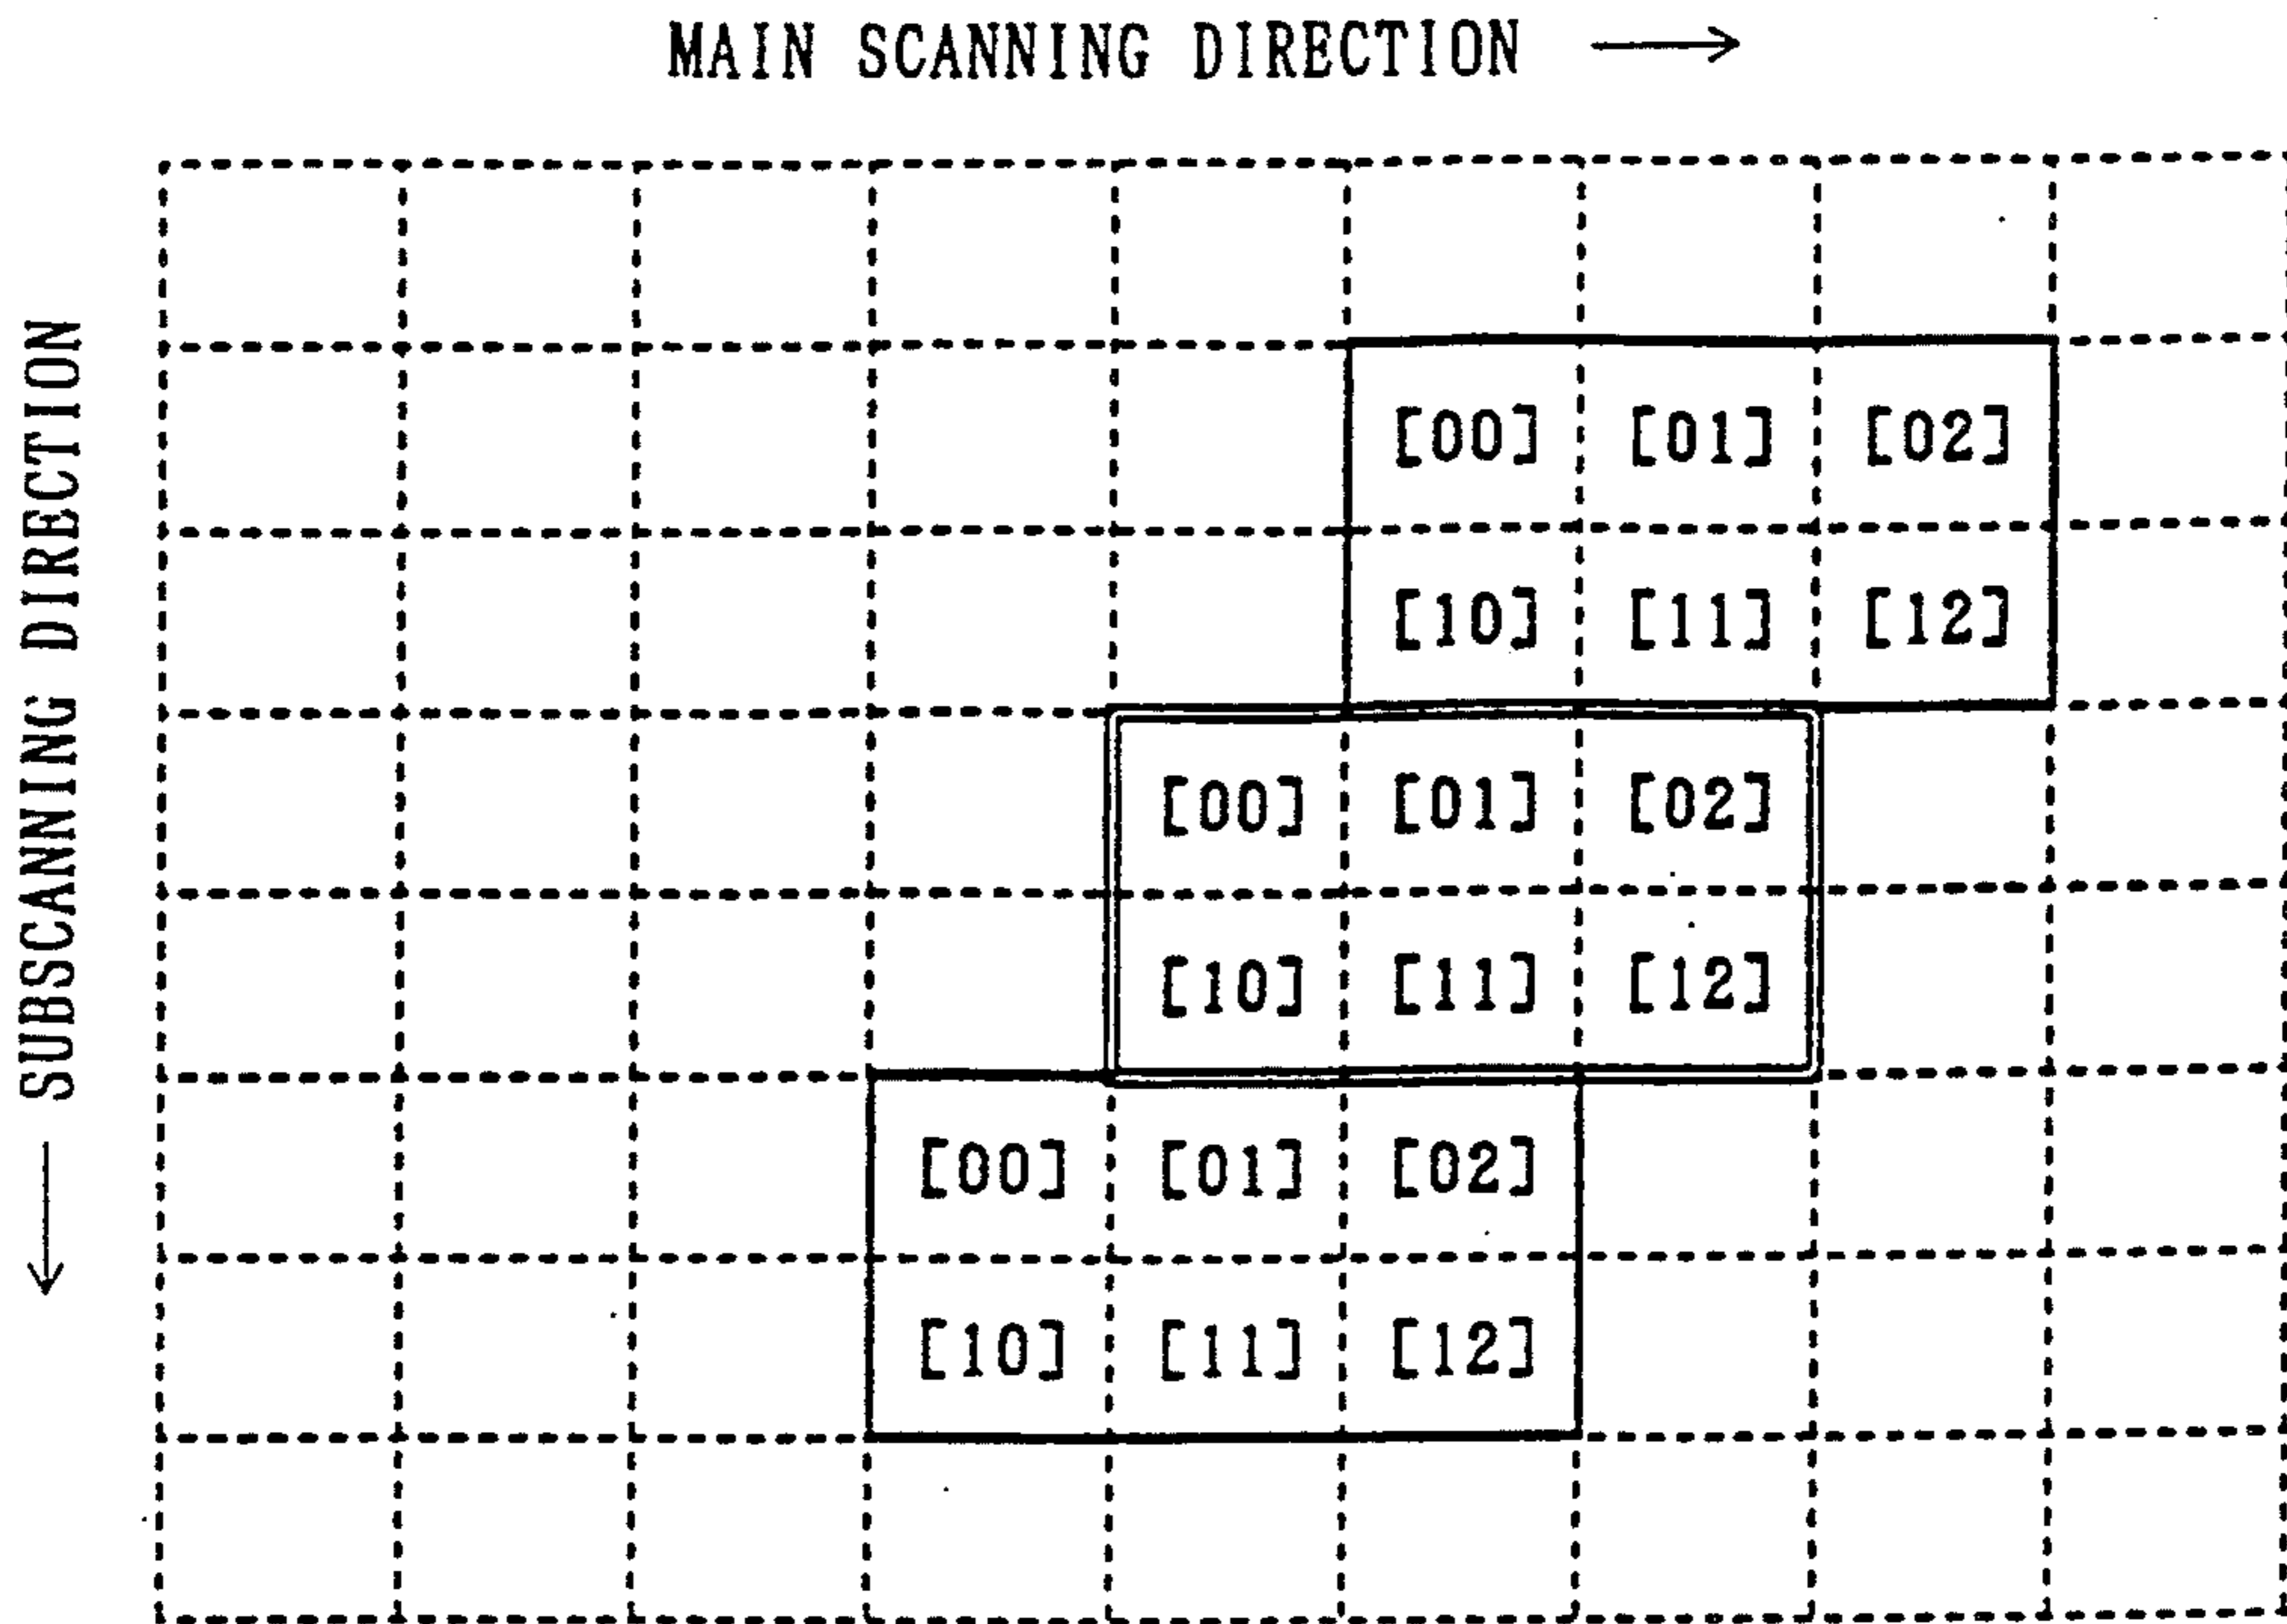 MAIN SCANNING DIRECTION
SUBSCANNING DIRECTION
[00] [01] [02]
[10] [11] [12]
[00] [01] [02]
[10] [11] [12]
[00] [01] [02]
[10] [11] [12]